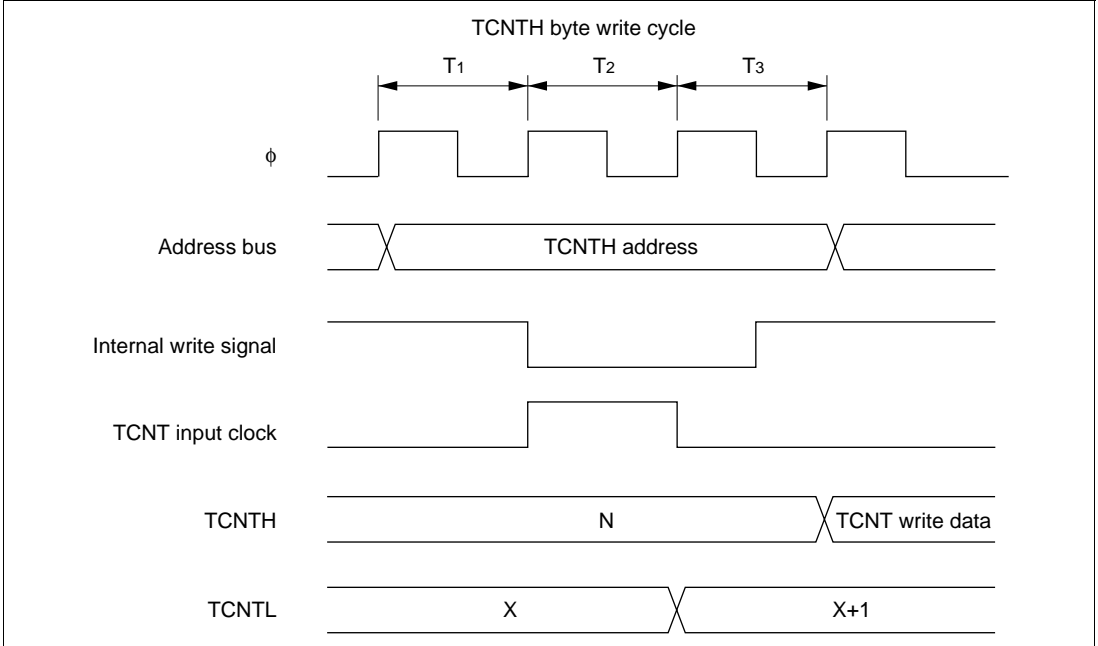 TCNTH byte write cycle
T1 T2 T3
φ
Address bus TCNTH address
Internal write signal
TCNT input clock
TCNTH N TCNT write data
TCNTL X X+1